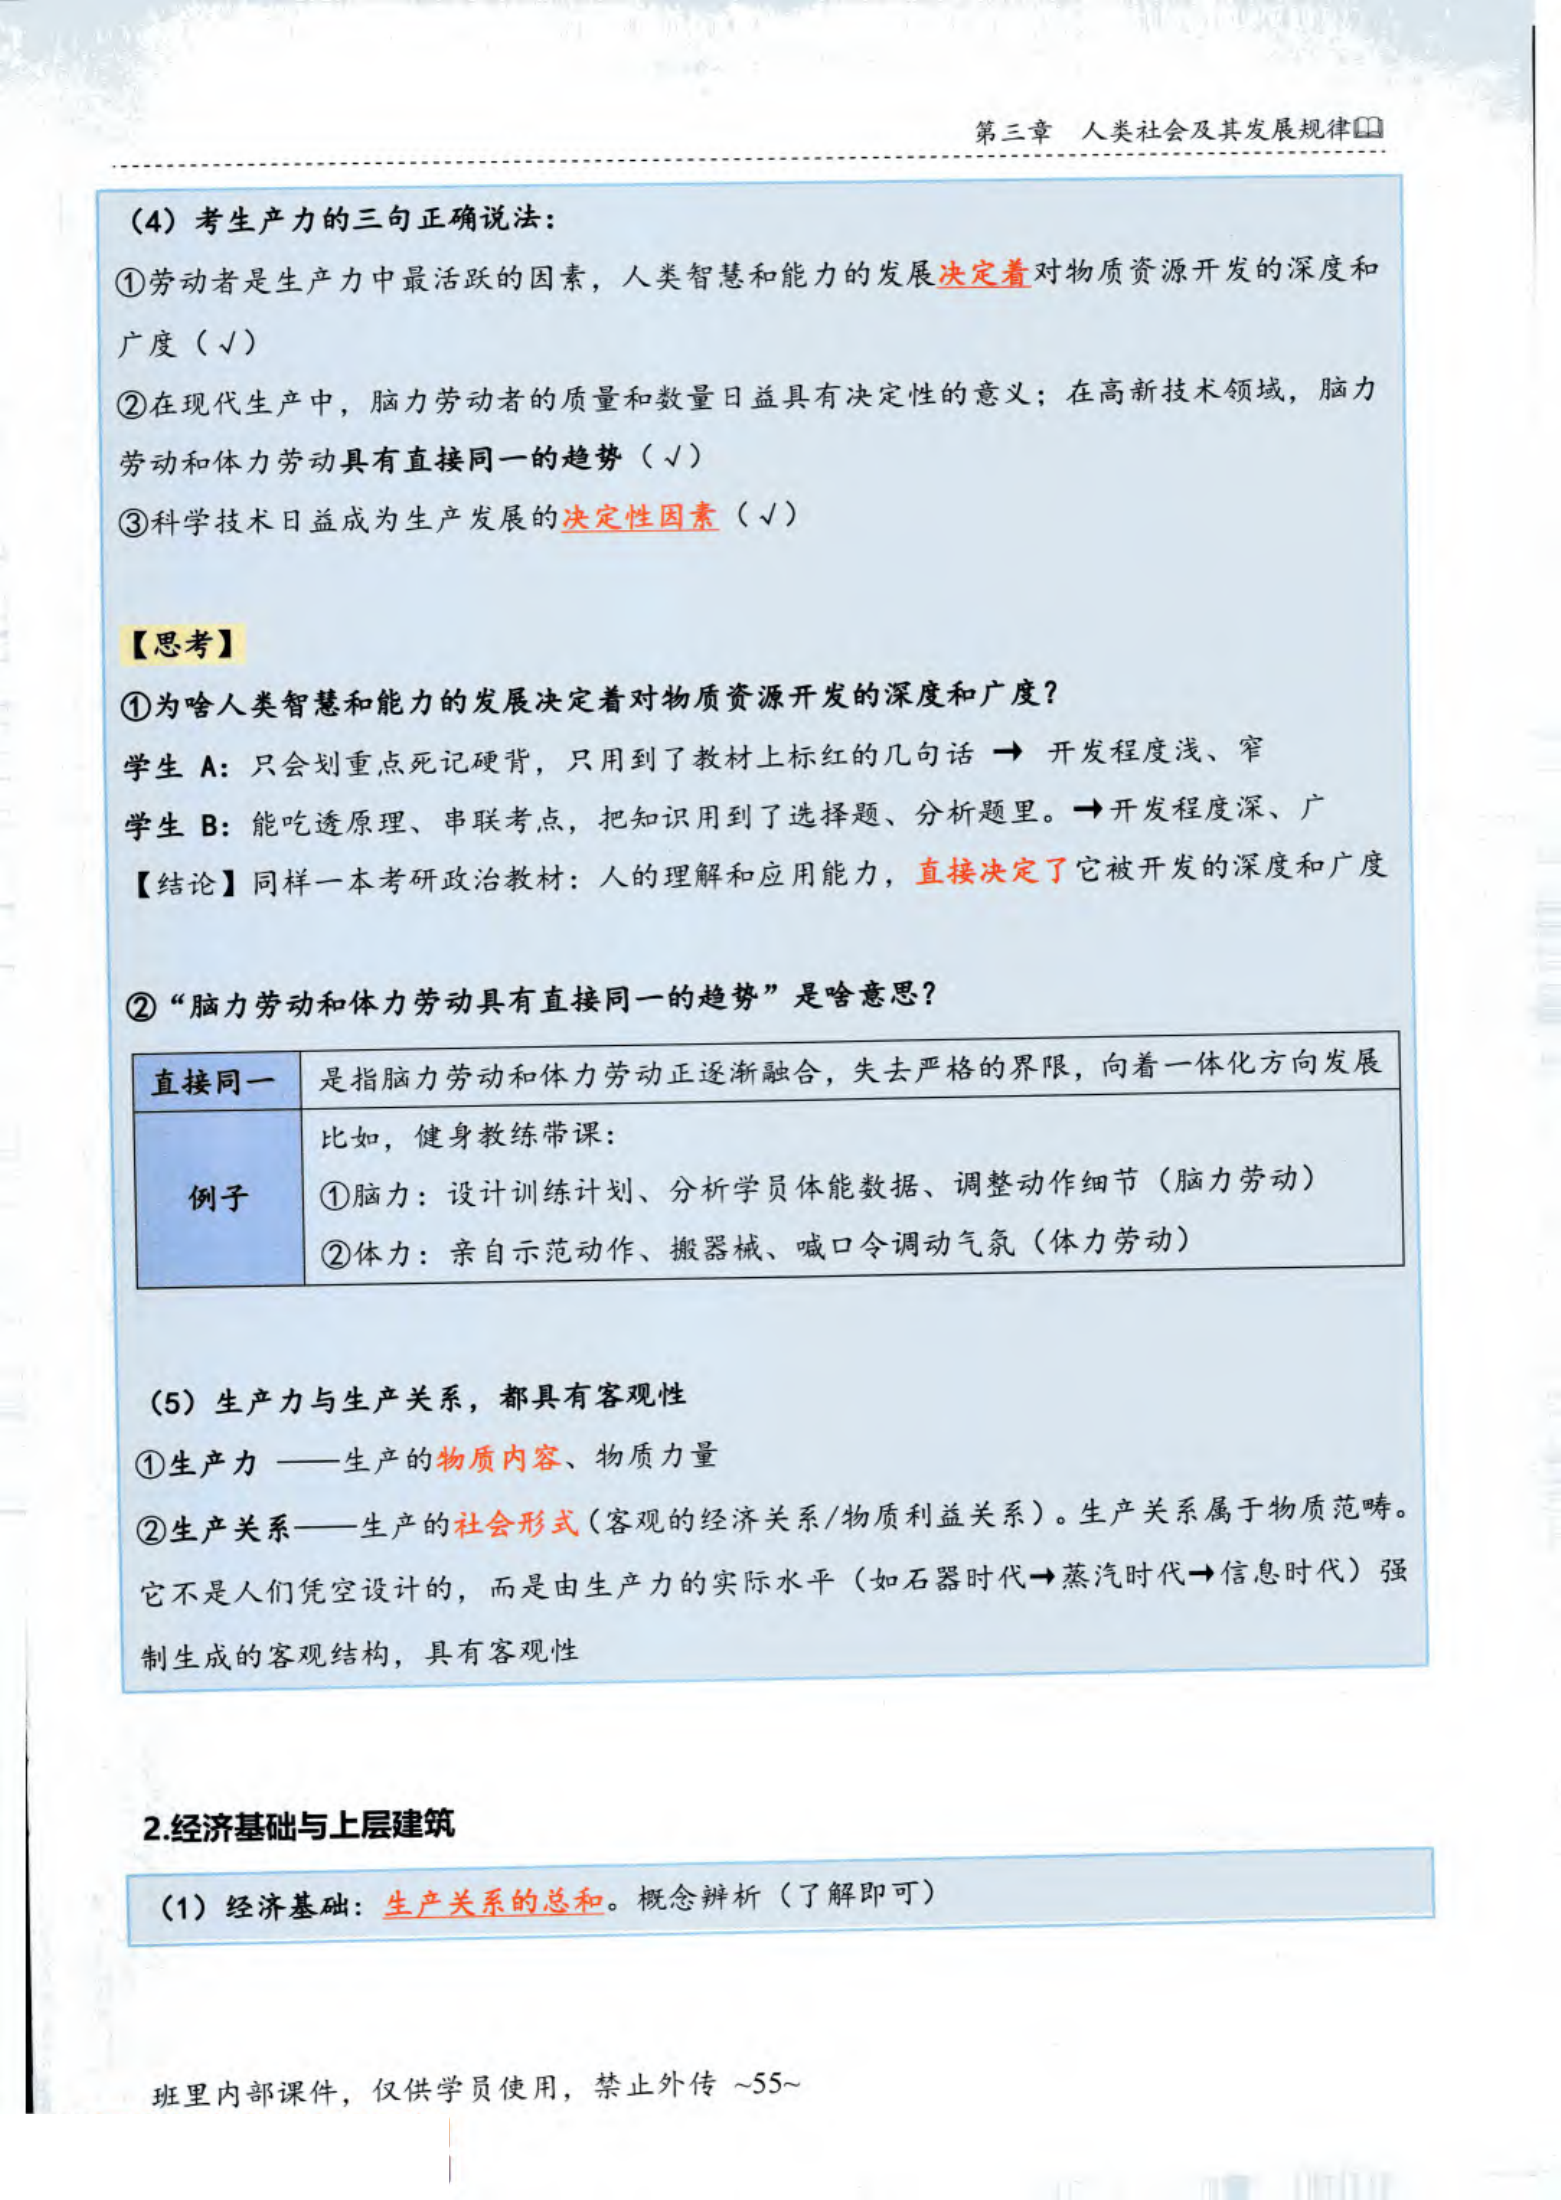 第三章 人类社会及其发展规律
（4）考生产力的三句正确说法：
①劳动者是生产力中最活跃的因素，人类智慧和能力的发展决定着对物质资源开发的深度和
广度（√）
②在现代生产中，脑力劳动者的质量和数量日益具有决定性的意义；在高新技术领域，脑力
劳动和体力劳动具有直接同一的趋势（√）
③科学技术日益成为生产发展的决定性因素（√）
【思考】
①为啥人类智慧和能力的发展决定着对物质资源开发的深度和广度？
学生 A：只会划重点死记硬背，只用到了教材上标红的几句话 → 开发程度浅、窄
学生 B：能吃透原理、串联考点，把知识用到了选择题、分析题里。→开发程度深、广
【结论】同样一本考研政治教材：人的理解和应用能力，直接决定了它被开发的深度和广度
②“脑力劳动和体力劳动具有直接同一的趋势”是啥意思？
直接同一 是指脑力劳动和体力劳动正逐渐融合，失去严格的界限，向着一体化方向发展
例子
比如，健身教练带课：
①脑力：设计训练计划、分析学员体能数据、调整动作细节（脑力劳动）
②体力：亲自示范动作、搬器械、喊口令调动气氛（体力劳动）
（5）生产力与生产关系，都具有客观性
①生产力 ——生产的物质内容、物质力量
②生产关系——生产的社会形式（客观的经济关系/物质利益关系）。生产关系属于物质范畴。
它不是人们凭空设计的，而是由生产力的实际水平（如石器时代→蒸汽时代→信息时代）强
制生成的客观结构，具有客观性
2.经济基础与上层建筑
（1）经济基础：生产关系的总和。概念辨析（了解即可）
班里内部课件，仅供学员使用，禁止外传 ~55~